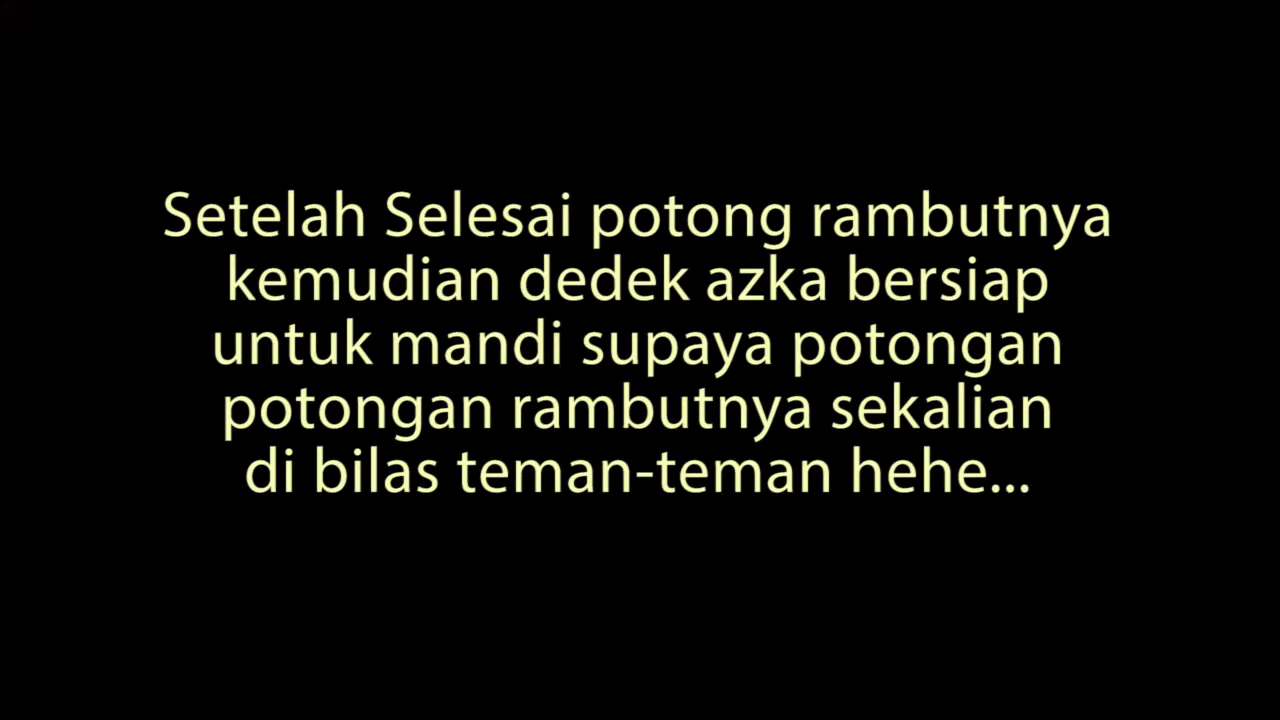 Setelah Selesai potong rambutnya
kemudian dedek azka bersiap
untuk mandi supaya potongan
potongan rambutnya sekalian
di bilas teman-teman hehe...